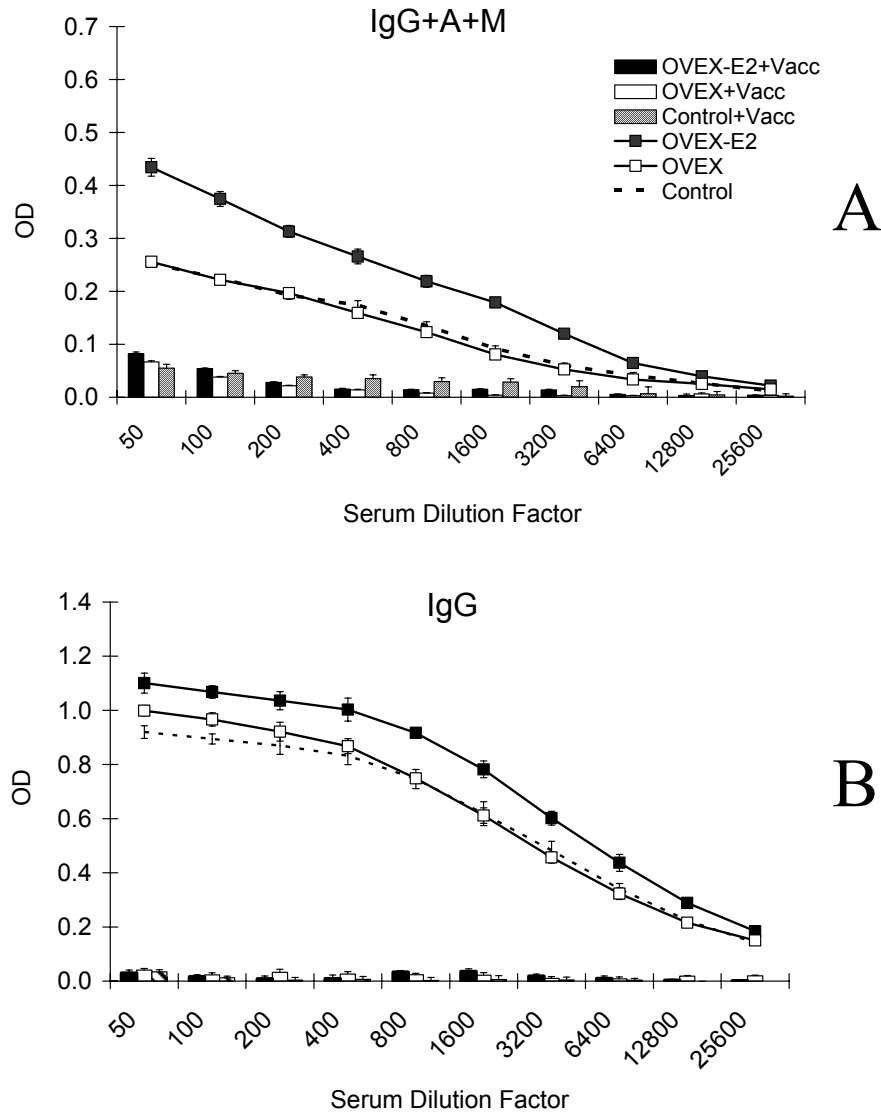 IgG+A+M
0.7
0.6
0.5
0.4
0.3
0.2
0.1
0.0
OD
OVEX-E2+Vacc
OVEX+Vacc
Control+Vacc
OVEX-E2
OVEX
Control
A
50 100 200 400 800 1600 3200 6400 12800 25600
Serum Dilution Factor
IgG
1.4
1.2
1.0
0.8
0.6
0.4
0.2
0.0
OD
B
50 100 200 400 800 1600 3200 6400 12800 25600
Serum Dilution Factor